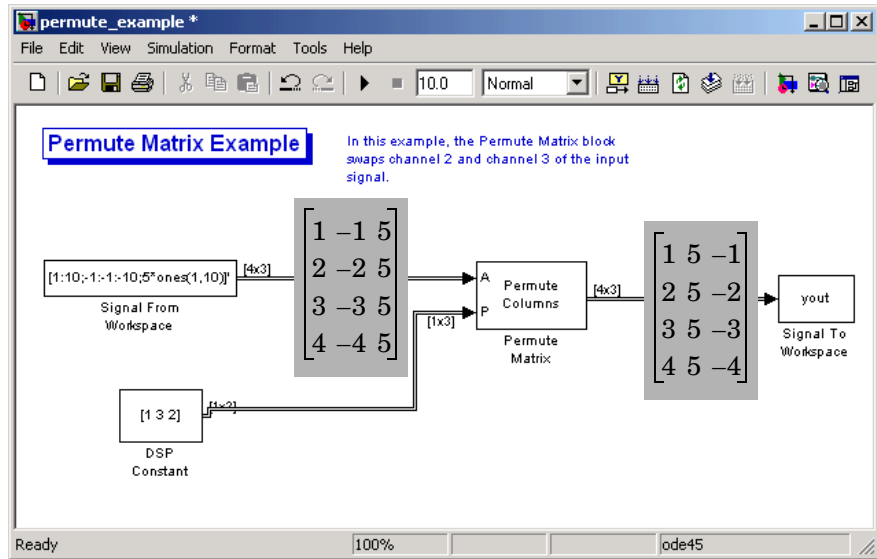 permute_example *
File Edit View Simulation Format Tools Help
10.0 Normal
Permute Matrix Example
In this example, the Permute Matrix block
swaps channel 2 and channel 3 of the input
signal.
[1:10;-1:-1:-10;5*ones(1,10)]'
Signal From
Workspace
[4x3]
1 –1 5
2 –2 5
3 –3 5
4 –4 5
A
P
Permute
Columns
[1x3]
Permute
Matrix
[4x3]
1 5 –1
2 5 –2
3 5 –3
4 5 –4
yout
Signal To
Workspace
[1 3 2]
[1x3]
DSP
Constant
Ready 100% ode45